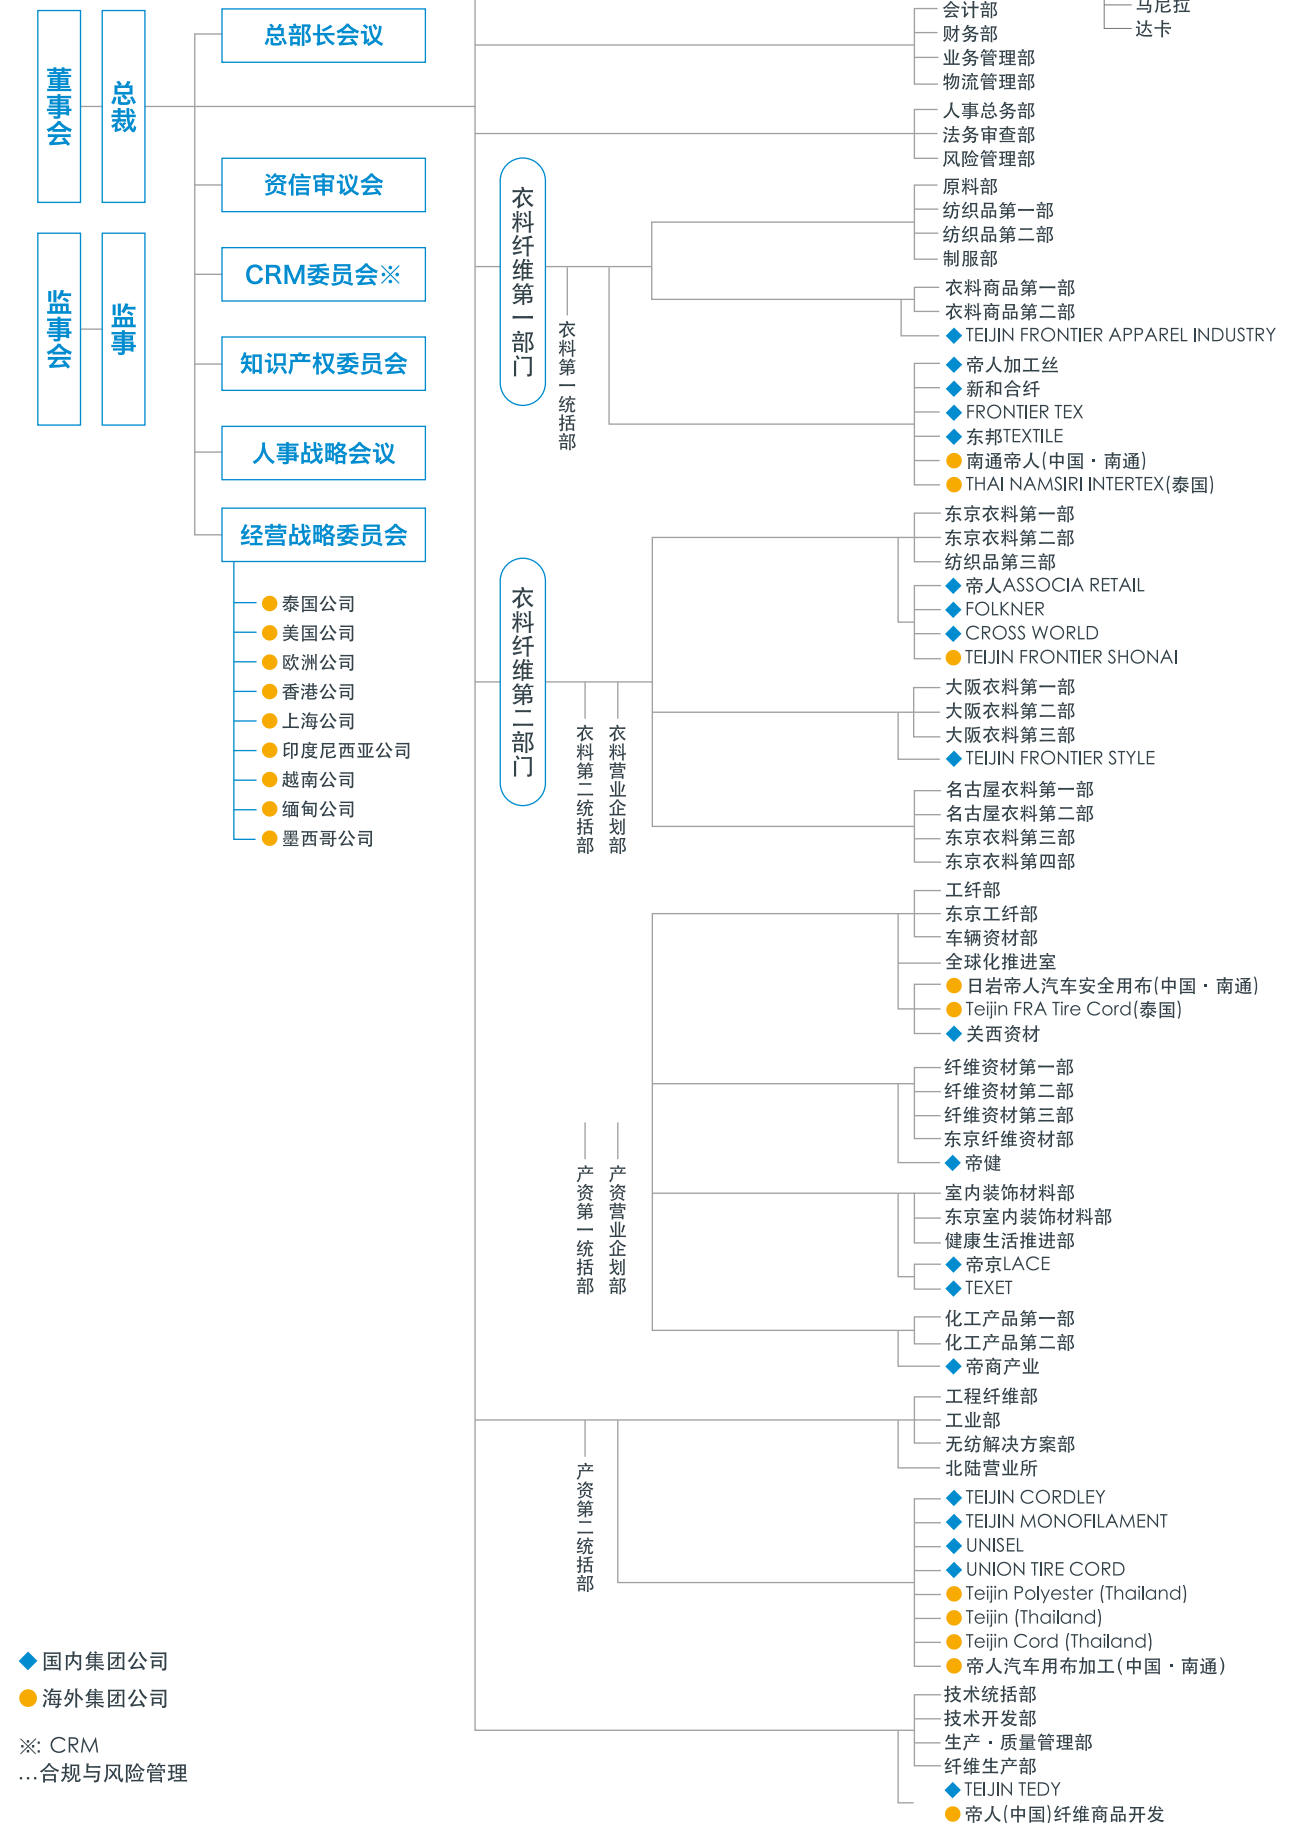 董事会
总裁
监事会
监事
总部长会议
资信审议会
CRM委员会※
知识产权委员会
人事战略会议
经营战略委员会
泰国公司
美国公司
欧洲公司
香港公司
上海公司
印度尼西亚公司
越南公司
缅甸公司
墨西哥公司
马尼拉
达卡
会计部
财务部
业务管理部
物流管理部
人事总务部
法务审查部
风险管理部
衣料纤维第一部门
衣料第一统括部
原料部
纺织品第一部
纺织品第二部
制服部
衣料商品第一部
衣料商品第二部
TEIJIN FRONTIER APPAREL INDUSTRY
帝人加工丝
新和合纤
FRONTIER TEX
东邦TEXTILE
南通帝人(中国・南通)
THAI NAMSIRI INTERTEX(泰国)
衣料纤维第二部门
衣料第二统括部
衣料营业企划部
东京衣料第一部
东京衣料第二部
纺织品第三部
帝人ASSOCIA RETAIL
FOLKNER
CROSS WORLD
TEIJIN FRONTIER SHONAI
大阪衣料第一部
大阪衣料第二部
大阪衣料第三部
TEIJIN FRONTIER STYLE
名古屋衣料第一部
名古屋衣料第二部
东京衣料第三部
东京衣料第四部
产资第一统括部
产资营业企划部
工纤部
东京工纤部
车辆资材部
全球化推进室
日岩帝人汽车安全用布(中国・南通)
Teijin FRA Tire Cord(泰国)
关西资材
纤维资材第一部
纤维资材第二部
纤维资材第三部
东京纤维资材部
帝健
室内装饰材料部
东京室内装饰材料部
健康生活推进部
帝京LACE
TEXET
化工产品第一部
化工产品第二部
帝商产业
产资第二统括部
工程纤维部
工业部
无纺解决方案部
北陆营业所
TEIJIN CORDLEY
TEIJIN MONOFILAMENT
UNISEL
UNION TIRE CORD
Teijin Polyester (Thailand)
Teijin (Thailand)
Teijin Cord (Thailand)
帝人汽车用布加工(中国・南通)
技术统括部
技术开发部
生产・质量管理部
纤维生产部
TEIJIN TEDY
帝人(中国)纤维商品开发
国内集团公司
海外集团公司
※: CRM
…合规与风险管理